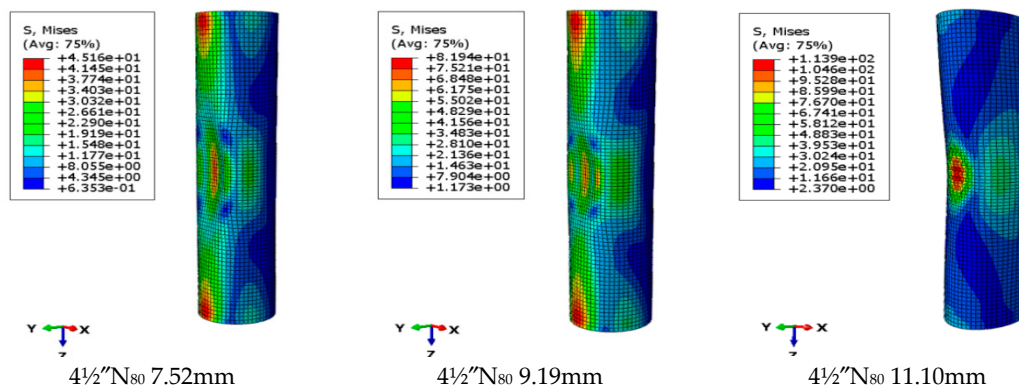 S, Mises
(Avg: 75%)
+4.516e+01
+4.145e+01
+3.774e+01
+3.403e+01
+3.032e+01
+2.661e+01
+2.290e+01
+1.919e+01
+1.548e+01
+1.177e+01
+8.055e+00
+4.345e+00
+6.353e-01
Y X
Z
4½″N₈₀ 7.52mm
S, Mises
(Avg: 75%)
+8.194e+01
+7.521e+01
+6.848e+01
+6.175e+01
+5.502e+01
+4.829e+01
+4.156e+01
+3.483e+01
+2.810e+01
+2.136e+01
+1.463e+01
+7.904e+00
+1.173e+00
Y X
Z
4½″N₈₀ 9.19mm
S, Mises
(Avg: 75%)
+1.139e+02
+1.046e+02
+9.528e+01
+8.599e+01
+7.670e+01
+6.741e+01
+5.812e+01
+4.883e+01
+3.953e+01
+3.024e+01
+2.095e+01
+1.166e+01
+2.370e+00
Y X
Z
4½″N₈₀ 11.10mm